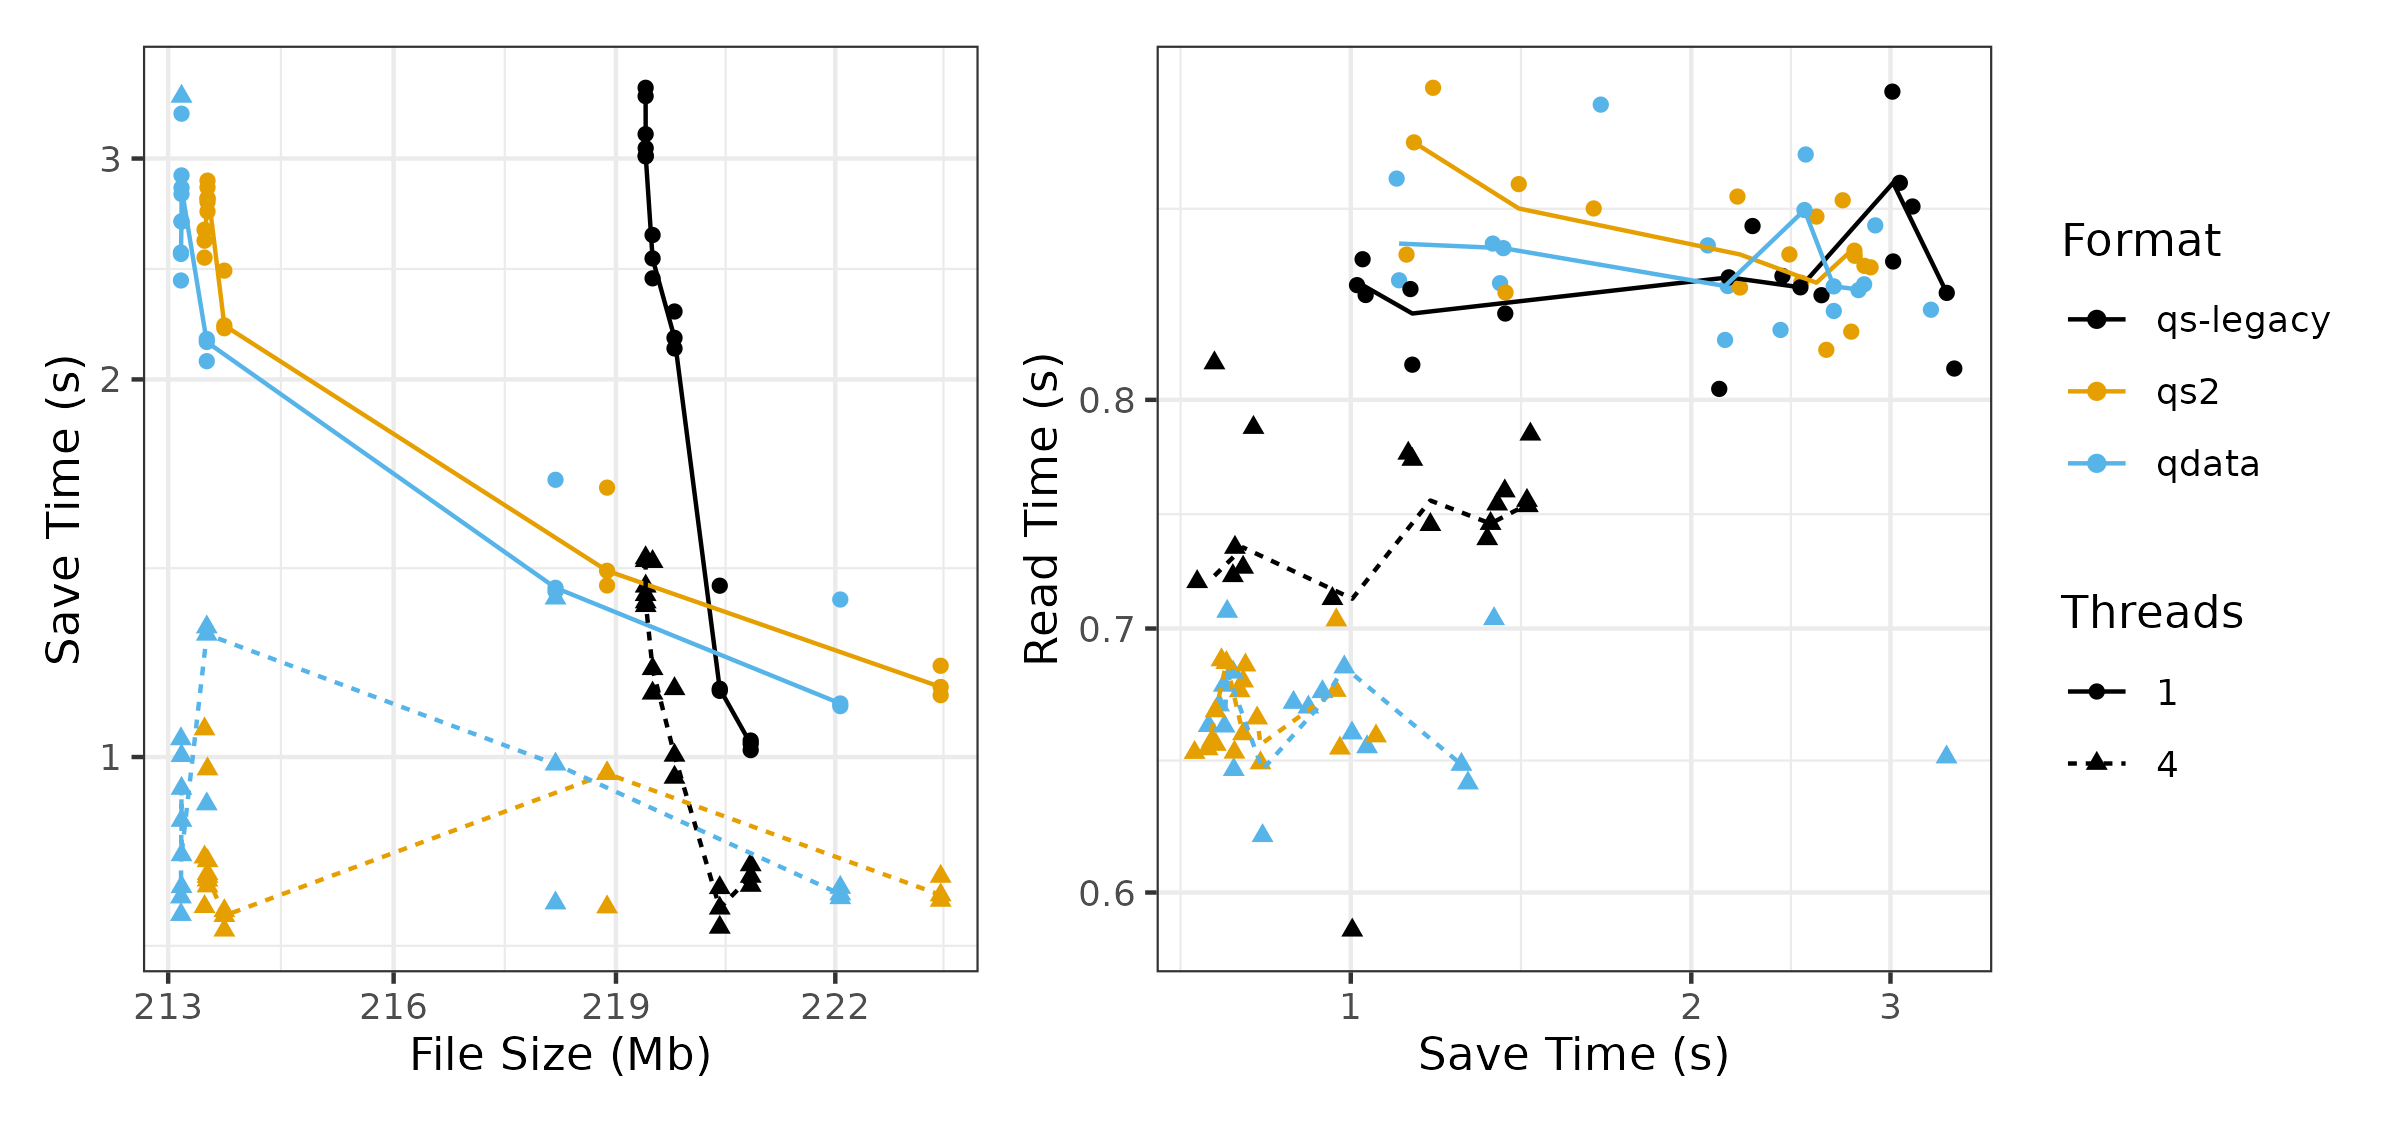 Save Time (s)
3
2
1
213 216 219 222
File Size (Mb)
Read Time (s)
0.8
0.7
0.6
1 2 3
Save Time (s)
Format
qs-legacy
qs2
qdata
Threads
1
4